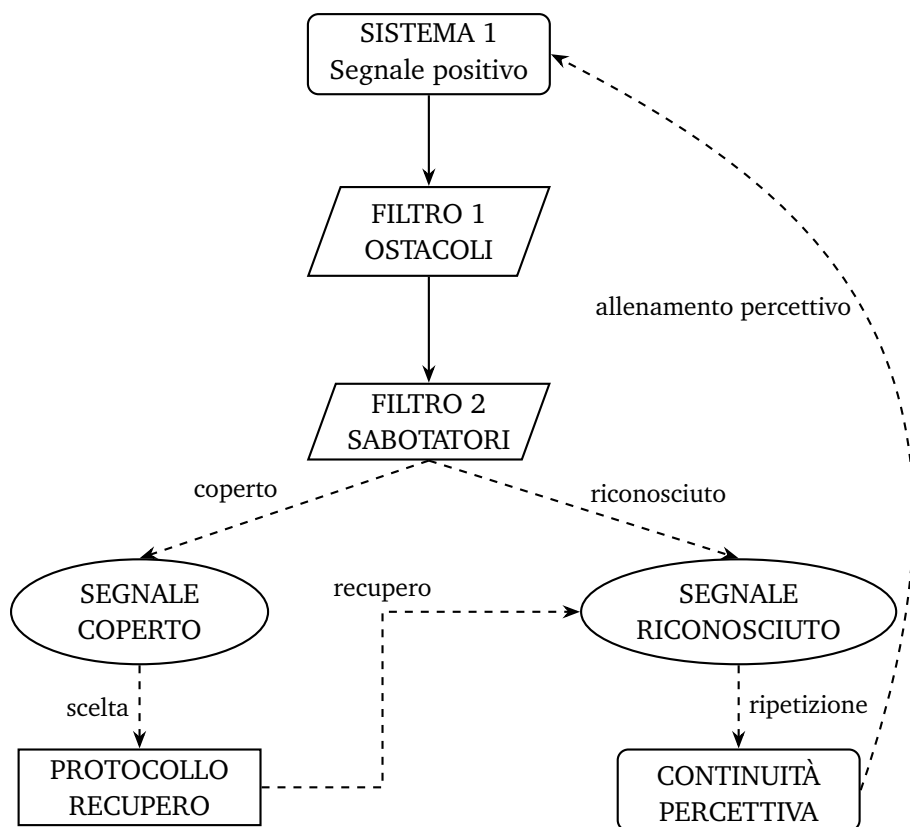 SISTEMA 1
Segnale positivo
FILTRO 1
OSTACOLI
allenamento percettivo
FILTRO 2
SABOTATORI
coperto
riconosciuto
SEGNALE
COPERTO
recupero
SEGNALE
RICONOSCIUTO
scelta
ripetizione
PROTOCOLLO
RECUPERO
CONTINUITÀ
PERCETTIVA